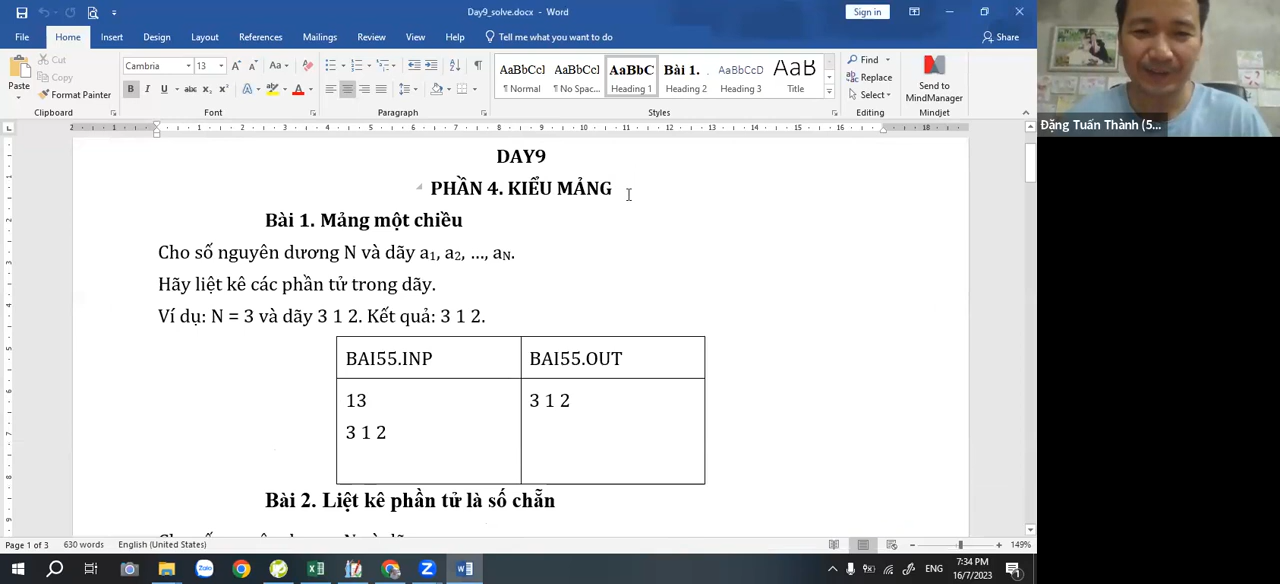 Day9_solve.docx - Word
Sign in
File Home Insert Design Layout References Mailings Review View Help Tell me what you want to do Share
Paste
Cut
Copy
Format Painter
Clipboard
Cambria 13
Font
Paragraph
AaBbCcI AaBbCcI AaBbC Bài 1. AaBbCcD AaB
¶ Normal ¶ No Spac... Heading 1 Heading 2 Heading 3 Title
Styles
Find
Replace
Select
Editing
Send to
MindManager
Mindjet
Đặng Tuấn Thành (5...
DAY9
PHẦN 4. KIỂU MẢNG
Bài 1. Mảng một chiều
Cho số nguyên dương N và dãy a1, a2, ..., aN.
Hãy liệt kê các phần tử trong dãy.
Ví dụ: N = 3 và dãy 3 1 2. Kết quả: 3 1 2.
BAI55.INP BAI55.OUT
13 3 1 2
3 1 2
Bài 2. Liệt kê phần tử là số chẵn
Page 1 of 3 630 words English (United States) 149%
ENG
7:34 PM
16/7/2023